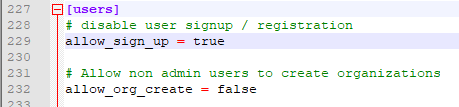 227 [users]
228 # disable user signup / registration
229 allow_sign_up = true
230
231 # Allow non admin users to create organizations
232 allow_org_create = false
233